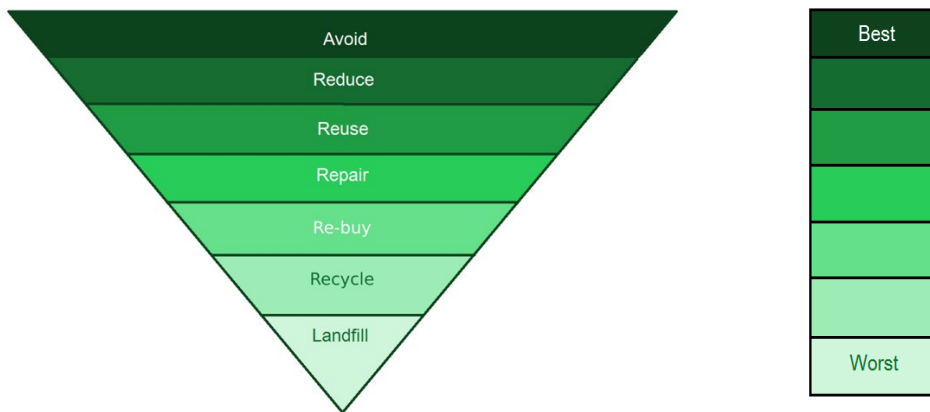 Avoid
Reduce
Reuse
Repair
Re-buy
Recycle
Landfill
Best
Worst